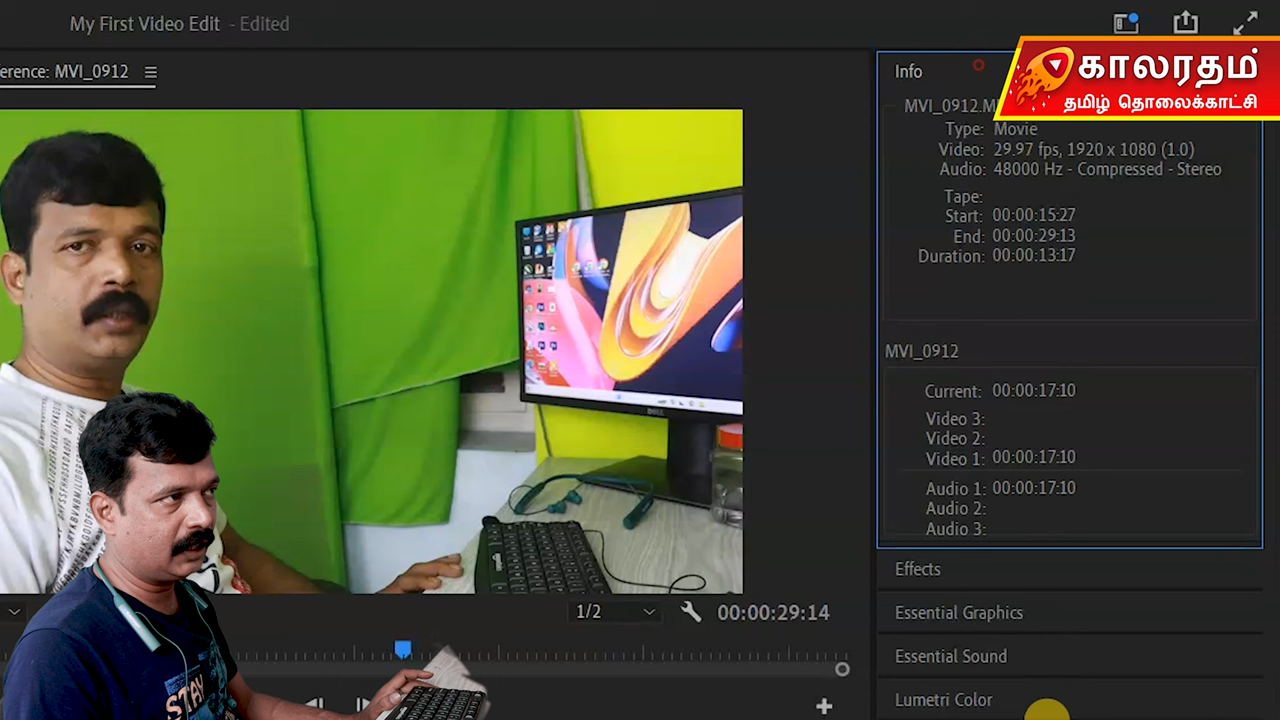 My First Video Edit - Edited
காலரதம்
தமிழ் தொலைக்காட்சி
erence: MVI_0912
Info
MVI_0912.M
Type: Movie
Video: 29.97 fps, 1920 x 1080 (1.0)
Audio: 48000 Hz - Compressed - Stereo
Tape:
Start: 00:00:15:27
End: 00:00:29:13
Duration: 00:00:13:17
MVI_0912
Current: 00:00:17:10
Video 3:
Video 2:
Video 1: 00:00:17:10
Audio 1: 00:00:17:10
Audio 2:
Audio 3:
Effects
1/2
00:00:29:14
Essential Graphics
Essential Sound
Lumetri Color
DELL
STAY